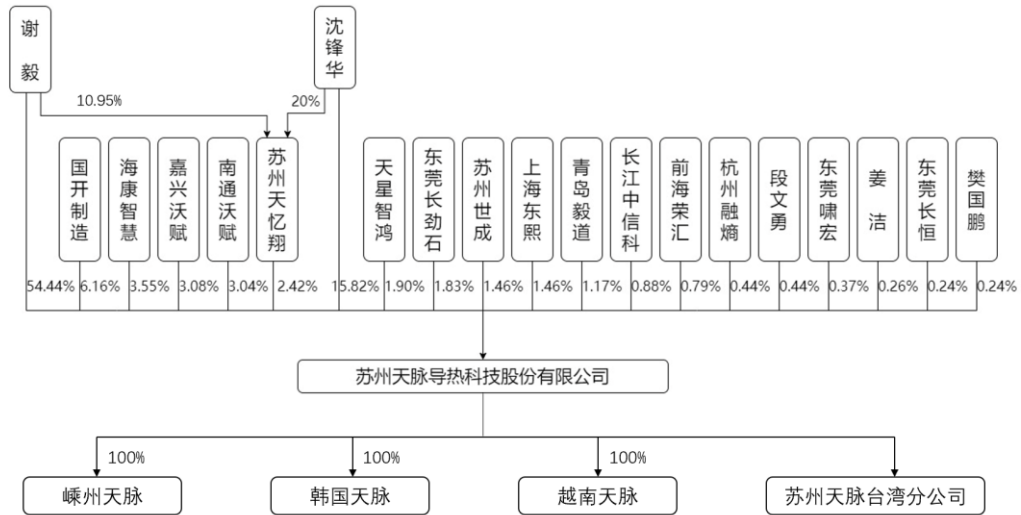 谢毅
沈锋华
10.95%
20%
国开制造
海康智慧
嘉兴沃赋
南通沃赋
苏州天忆翔
天星智鸿
东莞长劲石
苏州世成
上海东熙
青岛毅道
长江中信科
前海荣汇
杭州融熵
段文勇
东莞啸宏
姜洁
东莞长恒
樊国鹏
54.44% 6.16% 3.55% 3.08% 3.04% 2.42% 15.82% 1.90% 1.83% 1.46% 1.46% 1.17% 0.88% 0.79% 0.44% 0.44% 0.37% 0.26% 0.24% 0.24%
苏州天脉导热科技股份有限公司
100% 100% 100%
嵊州天脉 韩国天脉 越南天脉 苏州天脉台湾分公司